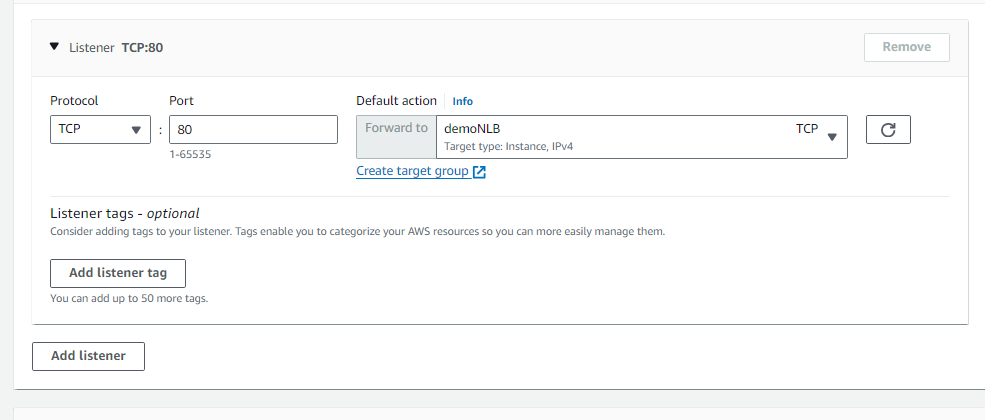 Listener TCP:80
Remove
Protocol
Port
Default action
Info
TCP
:
80
Forward to
demoNLB
TCP
Target type: Instance, IPv4
1-65535
Create target group
Listener tags - optional
Consider adding tags to your listener. Tags enable you to categorize your AWS resources so you can more easily manage them.
Add listener tag
You can add up to 50 more tags.
Add listener